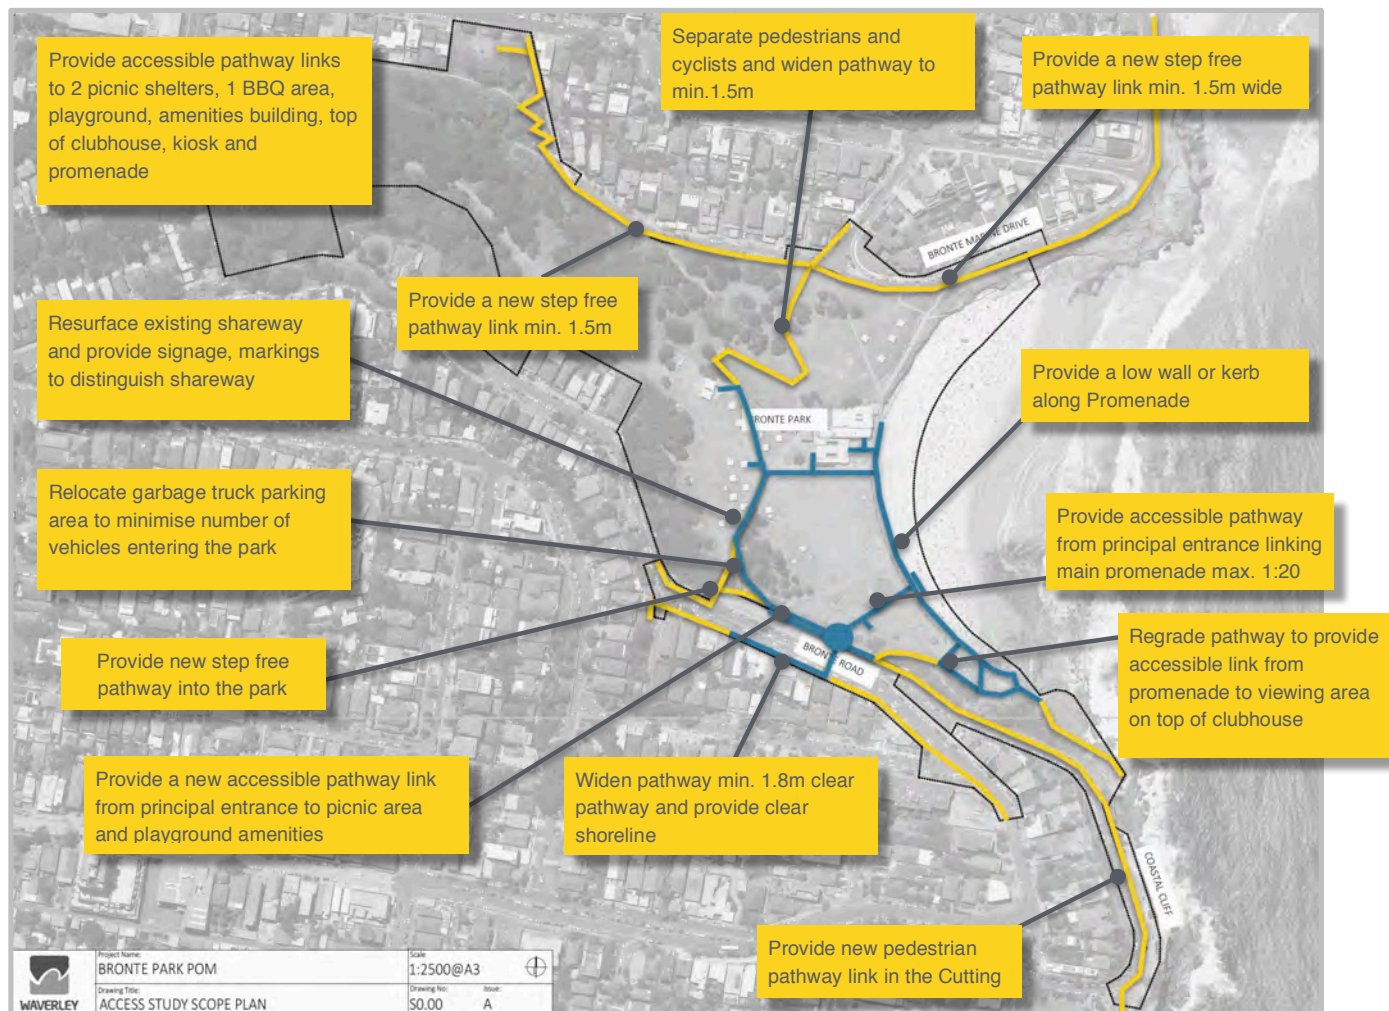 Provide accessible pathway links
to 2 picnic shelters, 1 BBQ area,
playground, amenities building, top
of clubhouse, kiosk and
promenade
Separate pedestrians and
cyclists and widen pathway to
min.1.5m
Provide a new step free
pathway link min. 1.5m wide
BRONTE MARINE DRIVE
Provide a new step free
pathway link min. 1.5m
Resurface existing shareway
and provide signage, markings
to distinguish shareway
Provide a low wall or kerb
along Promenade
BRONTE PARK
Relocate garbage truck parking
area to minimise number of
vehicles entering the park
Provide accessible pathway
from principal entrance linking
main promenade max. 1:20
Provide new step free
pathway into the park
BRONTE ROAD
Regrade pathway to provide
accessible link from
promenade to viewing area
on top of clubhouse
Provide a new accessible pathway link
from principal entrance to picnic area
and playground amenities
Widen pathway min. 1.8m clear
pathway and provide clear
shoreline
COASTAL CLIFF
Provide new pedestrian
pathway link in the Cutting
WAVERLEY
Project Name:
BRONTE PARK POM
Scale
1:2500@A3
Drawing Title:
ACCESS STUDY SCOPE PLAN
Drawing No:
S0.00
Issue:
A